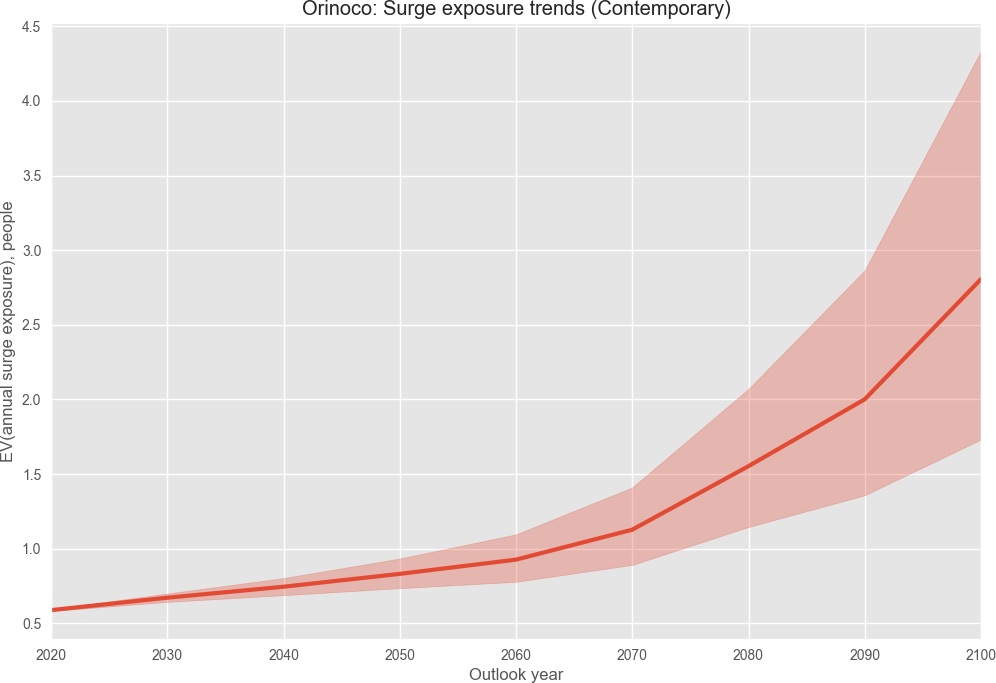 Orinoco: Surge exposure trends (Contemporary)
EV(annual surge exposure), people
4.5
4.0
3.5
3.0
2.5
2.0
1.5
1.0
0.5
2020 2030 2040 2050 2060 2070 2080 2090 2100
Outlook year